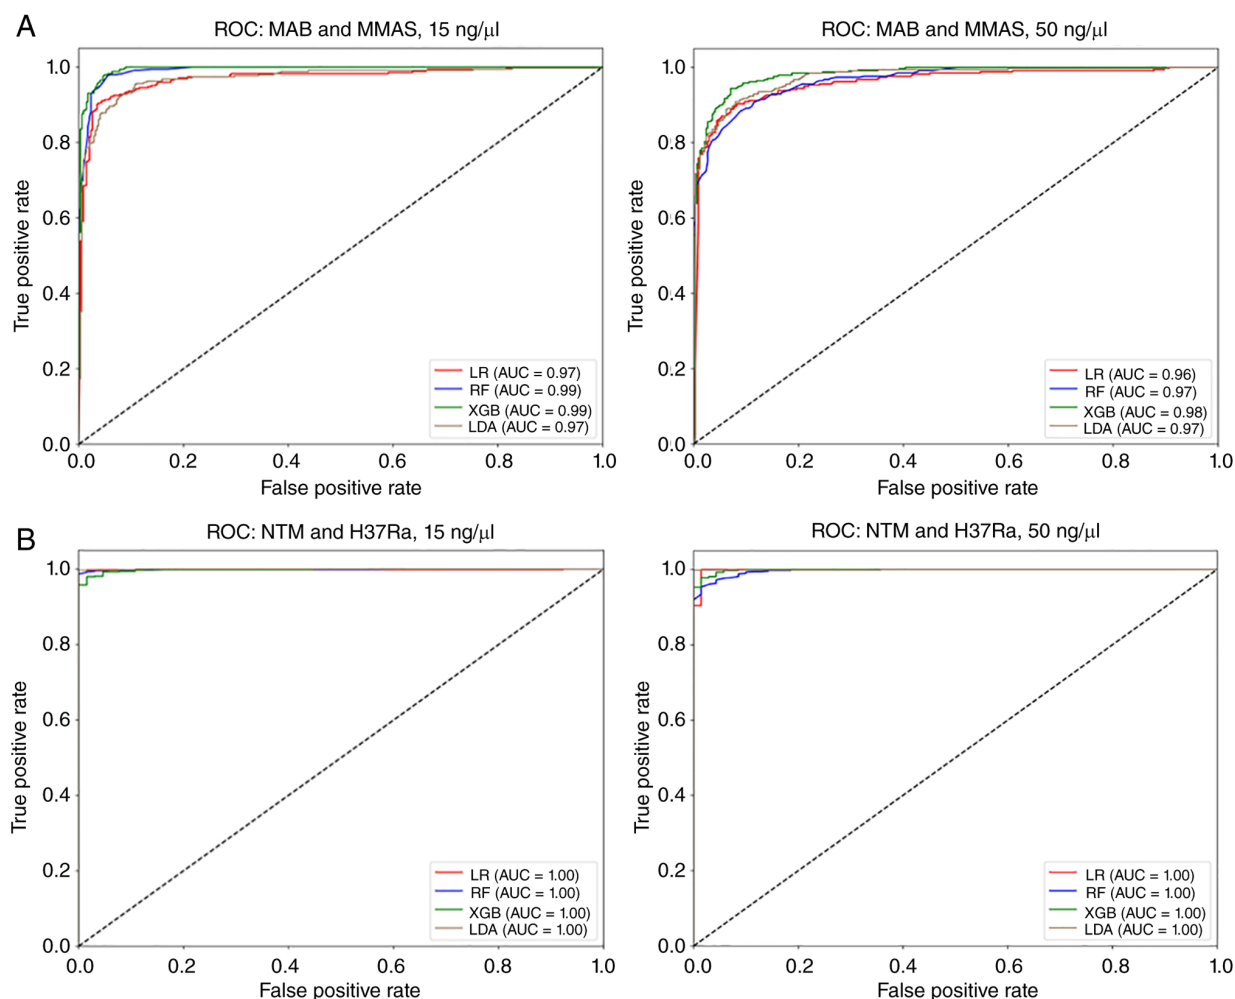 A
ROC: MAB and MMAS, 15 ng/µl
1.0
0.8
0.6
0.4
0.2
0.0
True positive rate
LR (AUC = 0.97)
RF (AUC = 0.99)
XGB (AUC = 0.99)
LDA (AUC = 0.97)
0.0 0.2 0.4 0.6 0.8 1.0
False positive rate
ROC: MAB and MMAS, 50 ng/µl
1.0
0.8
0.6
0.4
0.2
0.0
True positive rate
LR (AUC = 0.96)
RF (AUC = 0.97)
XGB (AUC = 0.98)
LDA (AUC = 0.97)
0.0 0.2 0.4 0.6 0.8 1.0
False positive rate
B
ROC: NTM and H37Ra, 15 ng/µl
1.0
0.8
0.6
0.4
0.2
0.0
True positive rate
LR (AUC = 1.00)
RF (AUC = 1.00)
XGB (AUC = 1.00)
LDA (AUC = 1.00)
0.0 0.2 0.4 0.6 0.8 1.0
False positive rate
ROC: NTM and H37Ra, 50 ng/µl
1.0
0.8
0.6
0.4
0.2
0.0
True positive rate
LR (AUC = 1.00)
RF (AUC = 1.00)
XGB (AUC = 1.00)
LDA (AUC = 1.00)
0.0 0.2 0.4 0.6 0.8 1.0
False positive rate